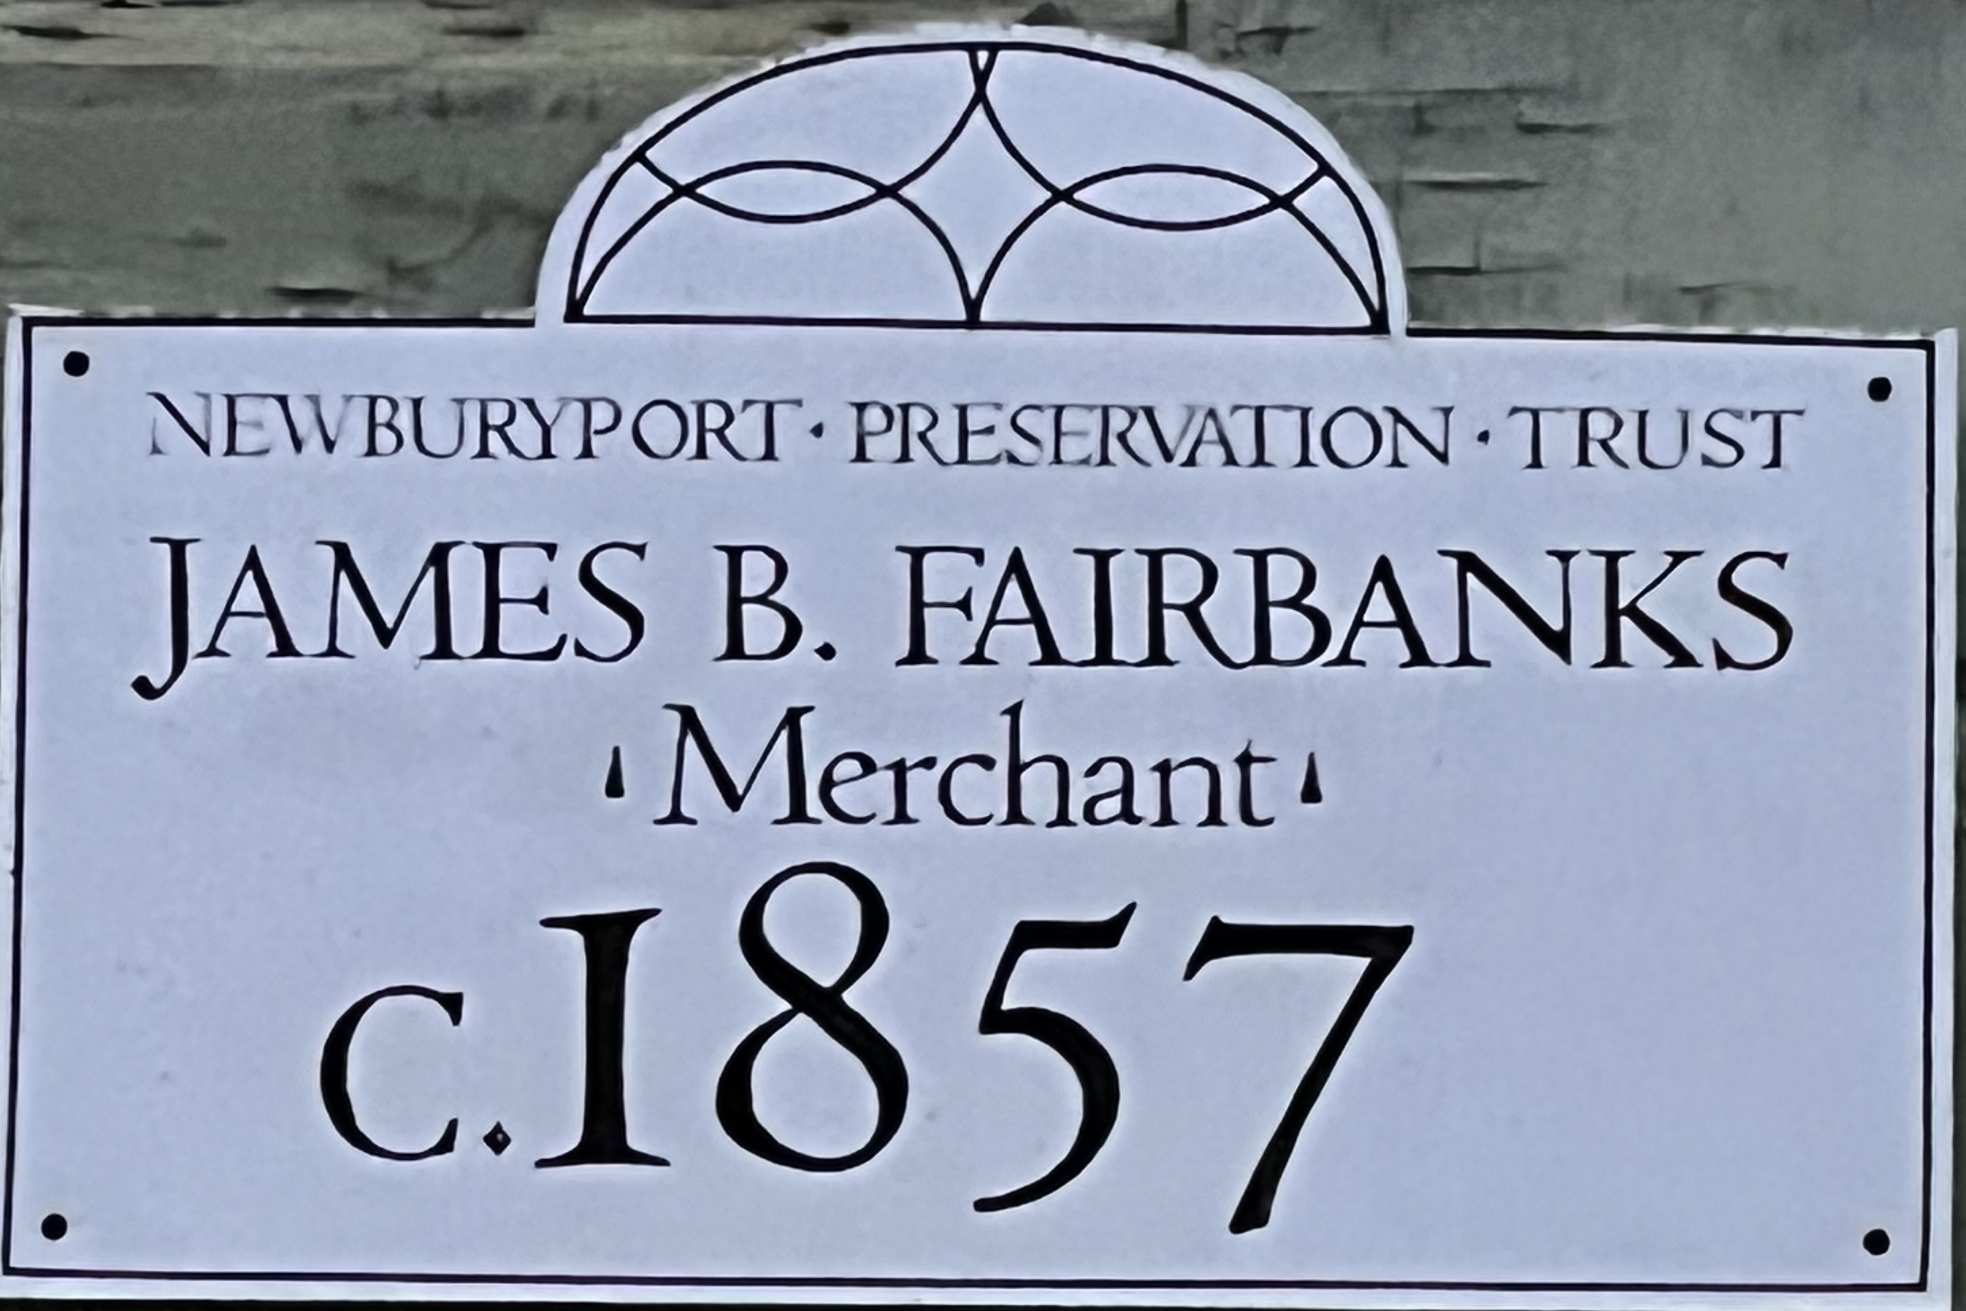 NEWBURYPORT · PRESERVATION · TRUST
JAMES B. FAIRBANKS
Merchant
c.1857